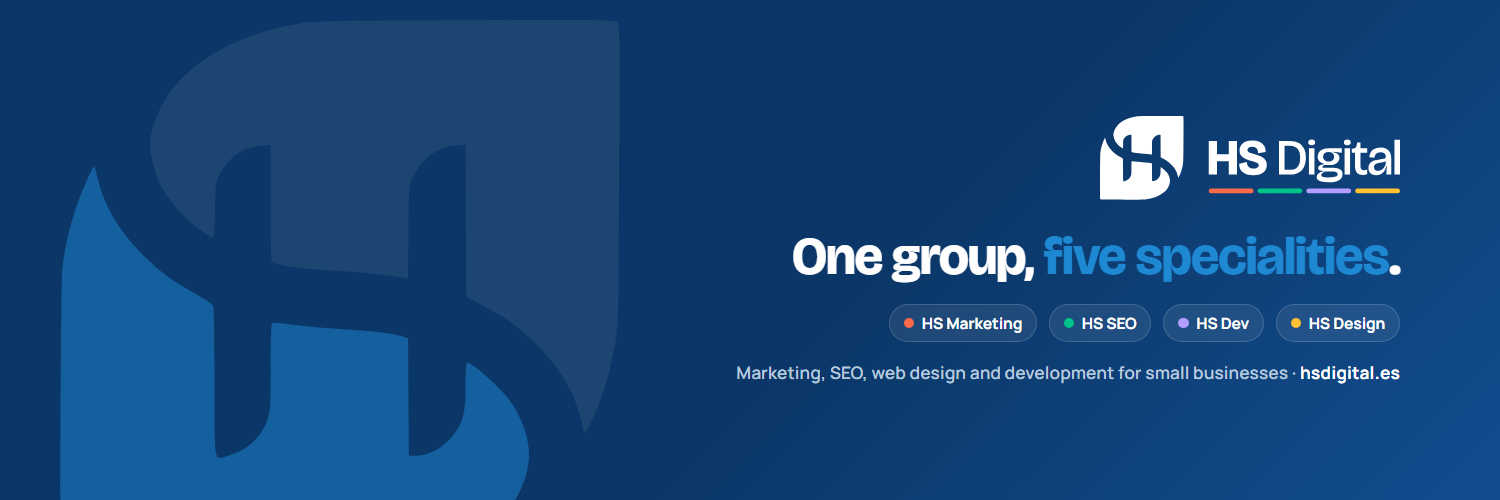 HS Digital
One group, five specialities.
HS Marketing HS SEO HS Dev HS Design
Marketing, SEO, web design and development for small businesses · hsdigital.es